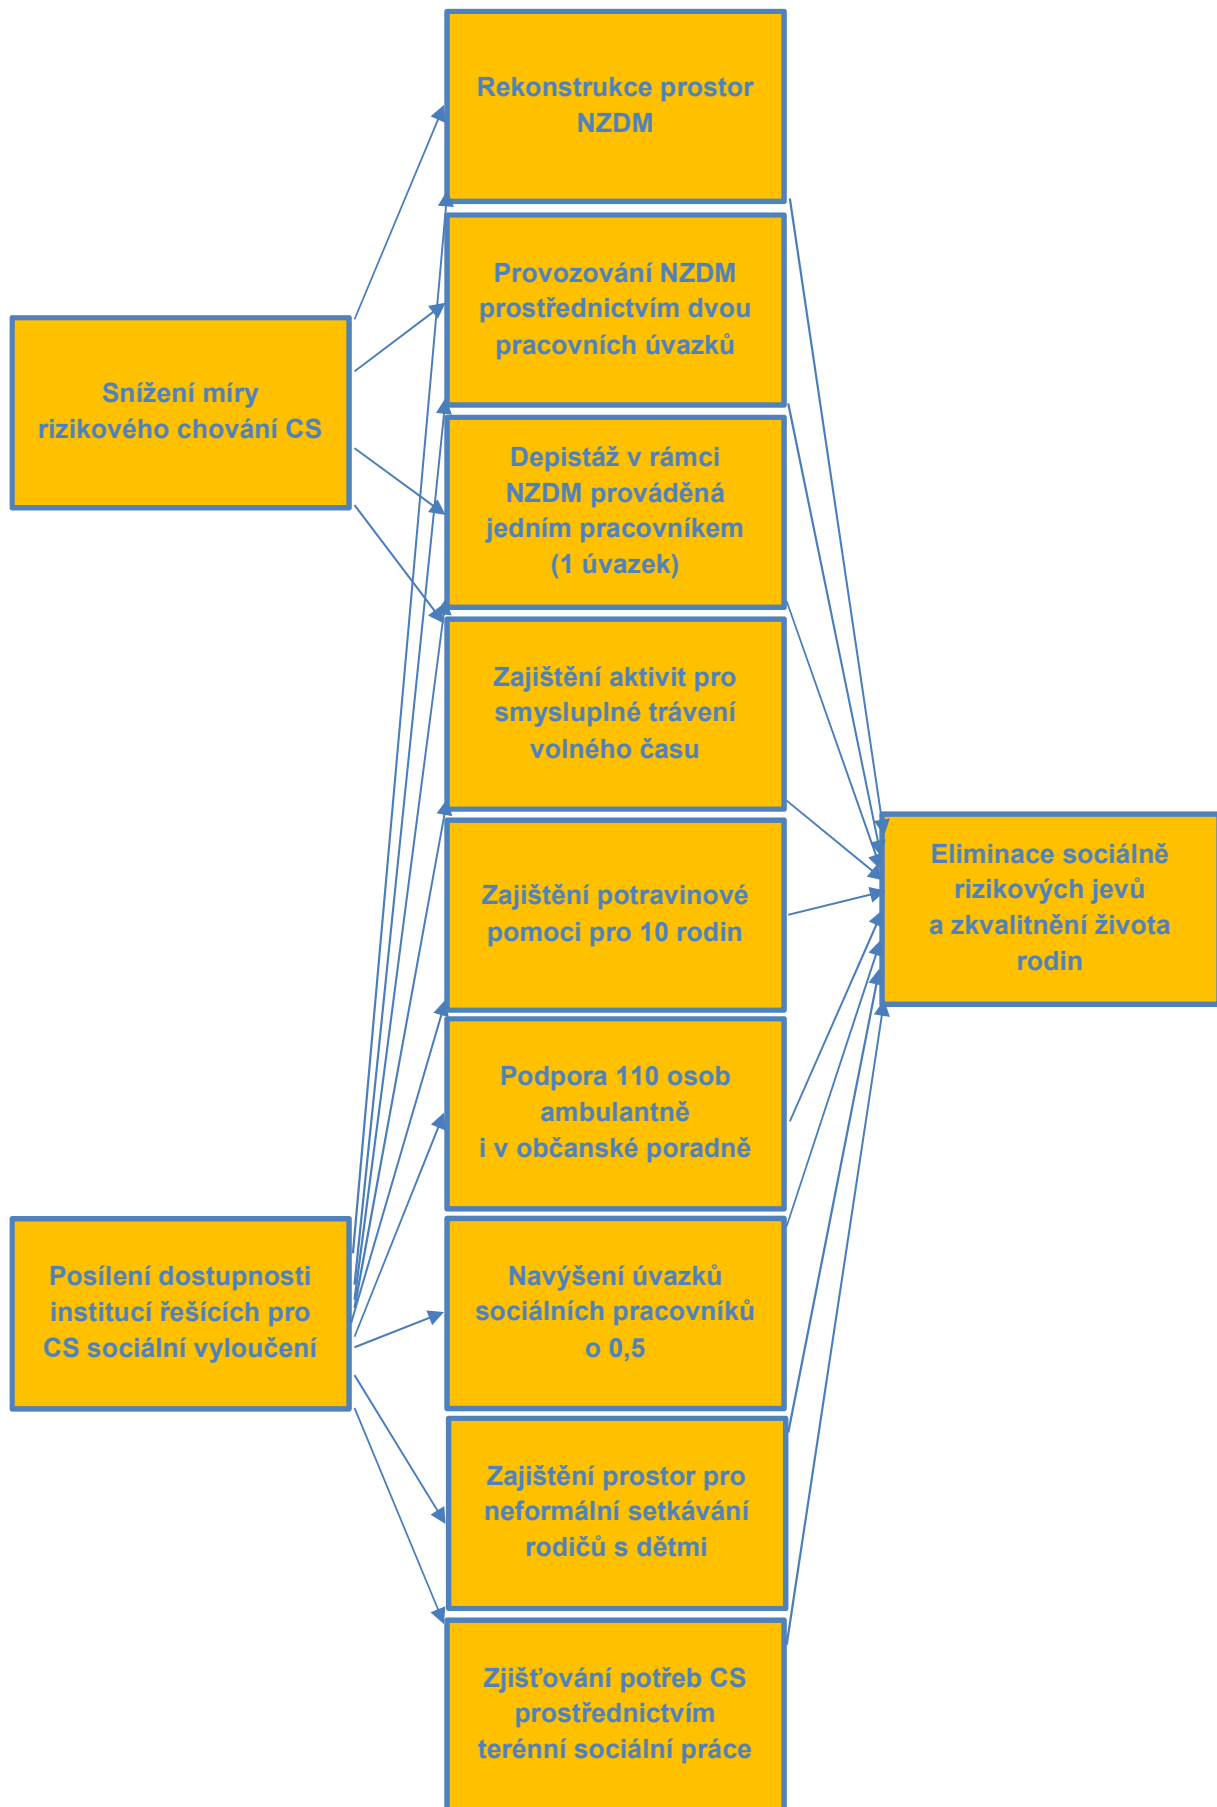 Rekonstrukce prostor
NZDM
Provozování NZDM
prostřednictvím dvou
pracovních úvazků
Snížení míry
rizikového chování CS
Depistáž v rámci
NZDM prováděná
jedním pracovníkem
(1 úvazek)
Zajištění aktivit pro
smysluplné trávení
volného času
Zajištění potravinové
pomoci pro 10 rodin
Eliminace sociálně
rizikových jevů
a zkvalitnění života
rodin
Podpora 110 osob
ambulantně
i v občanské poradně
Posílení dostupnosti
institucí řešících pro
CS sociální vyloučení
Navýšení úvazků
sociálních pracovníků
o 0,5
Zajištění prostor pro
neformální setkávání
rodičů s dětmi
Zjišťování potřeb CS
prostřednictvím
terénní sociální práce